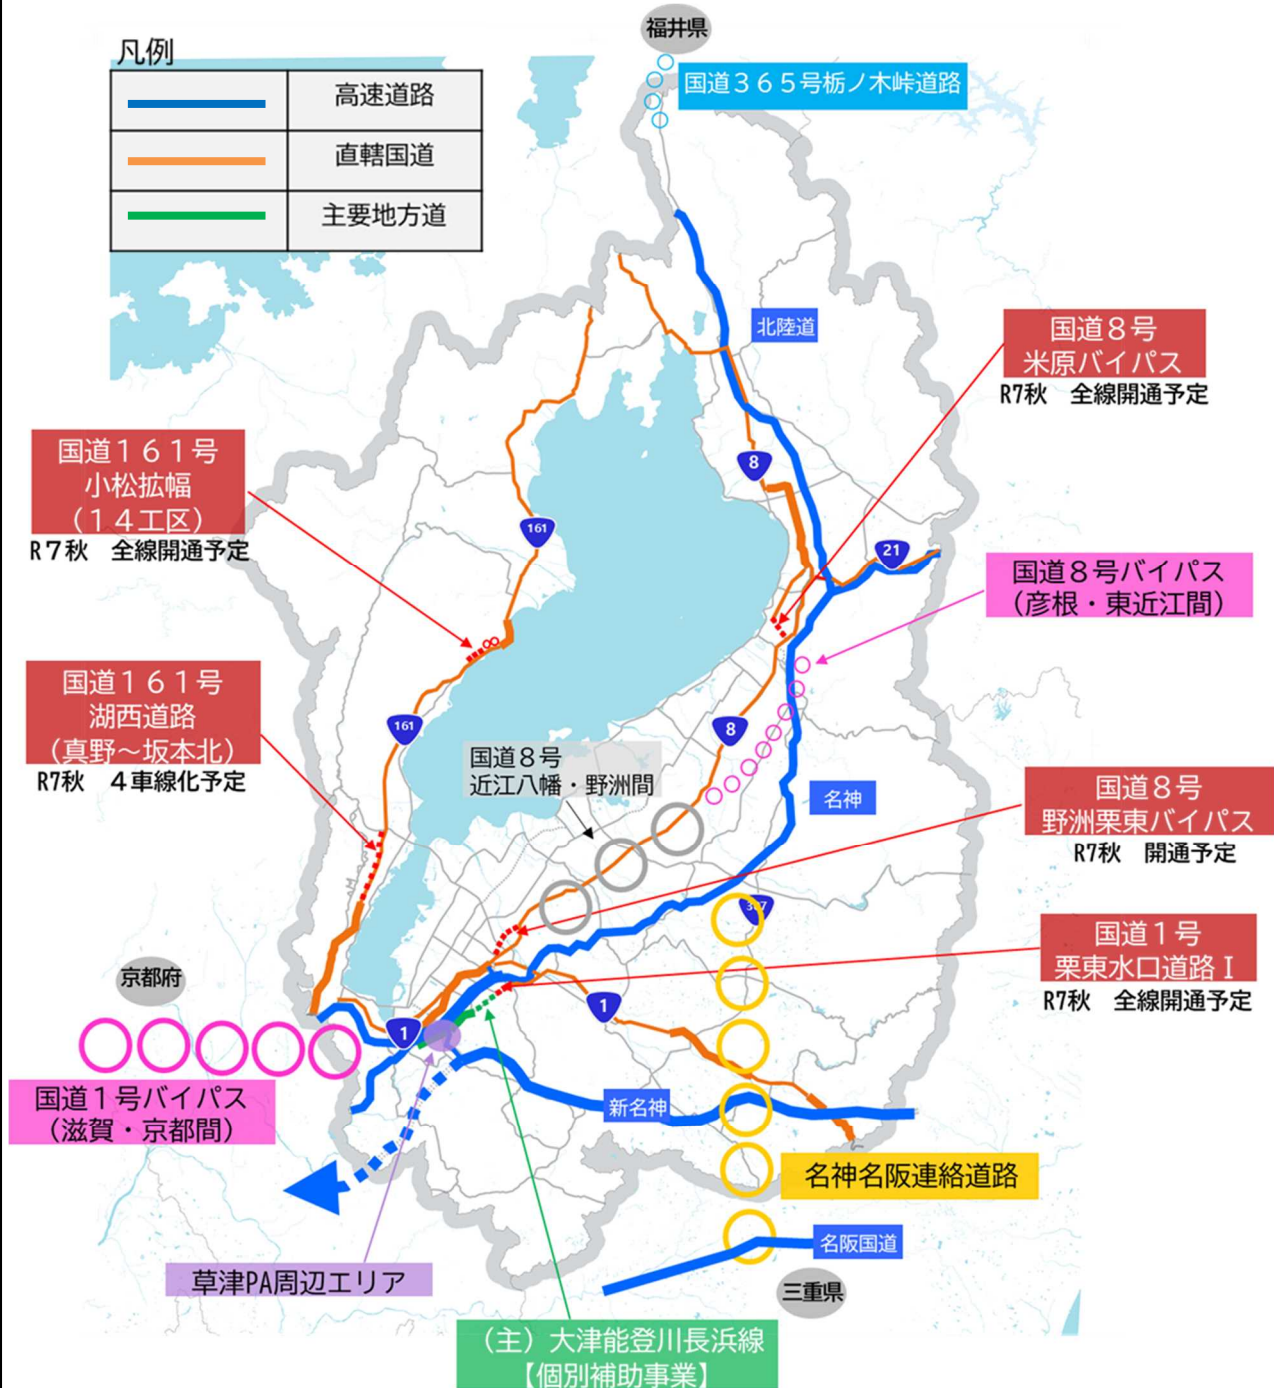 福井県
国道３６５号栃ノ木峠道路
凡例
高速道路
直轄国道
主要地方道
北陸道
国道８号
米原バイパス
R7秋　全線開通予定
国道１６１号
小松拡幅
（１４工区）
R７秋　全線開通予定
8
161
21
国道８号バイパス
（彦根・東近江間）
国道１６１号
湖西道路
（真野～坂本北）
R7秋　４車線化予定
161
8
国道８号
近江八幡・野洲間
名神
国道８号
野洲栗東バイパス
R7秋　開通予定
国道１号
栗東水口道路Ⅰ
R7秋　全線開通予定
京都府
1
1
国道１号バイパス
（滋賀・京都間）
新名神
名神名阪連絡道路
名阪国道
草津PA周辺エリア
三重県
（主）大津能登川長浜線
【個別補助事業】